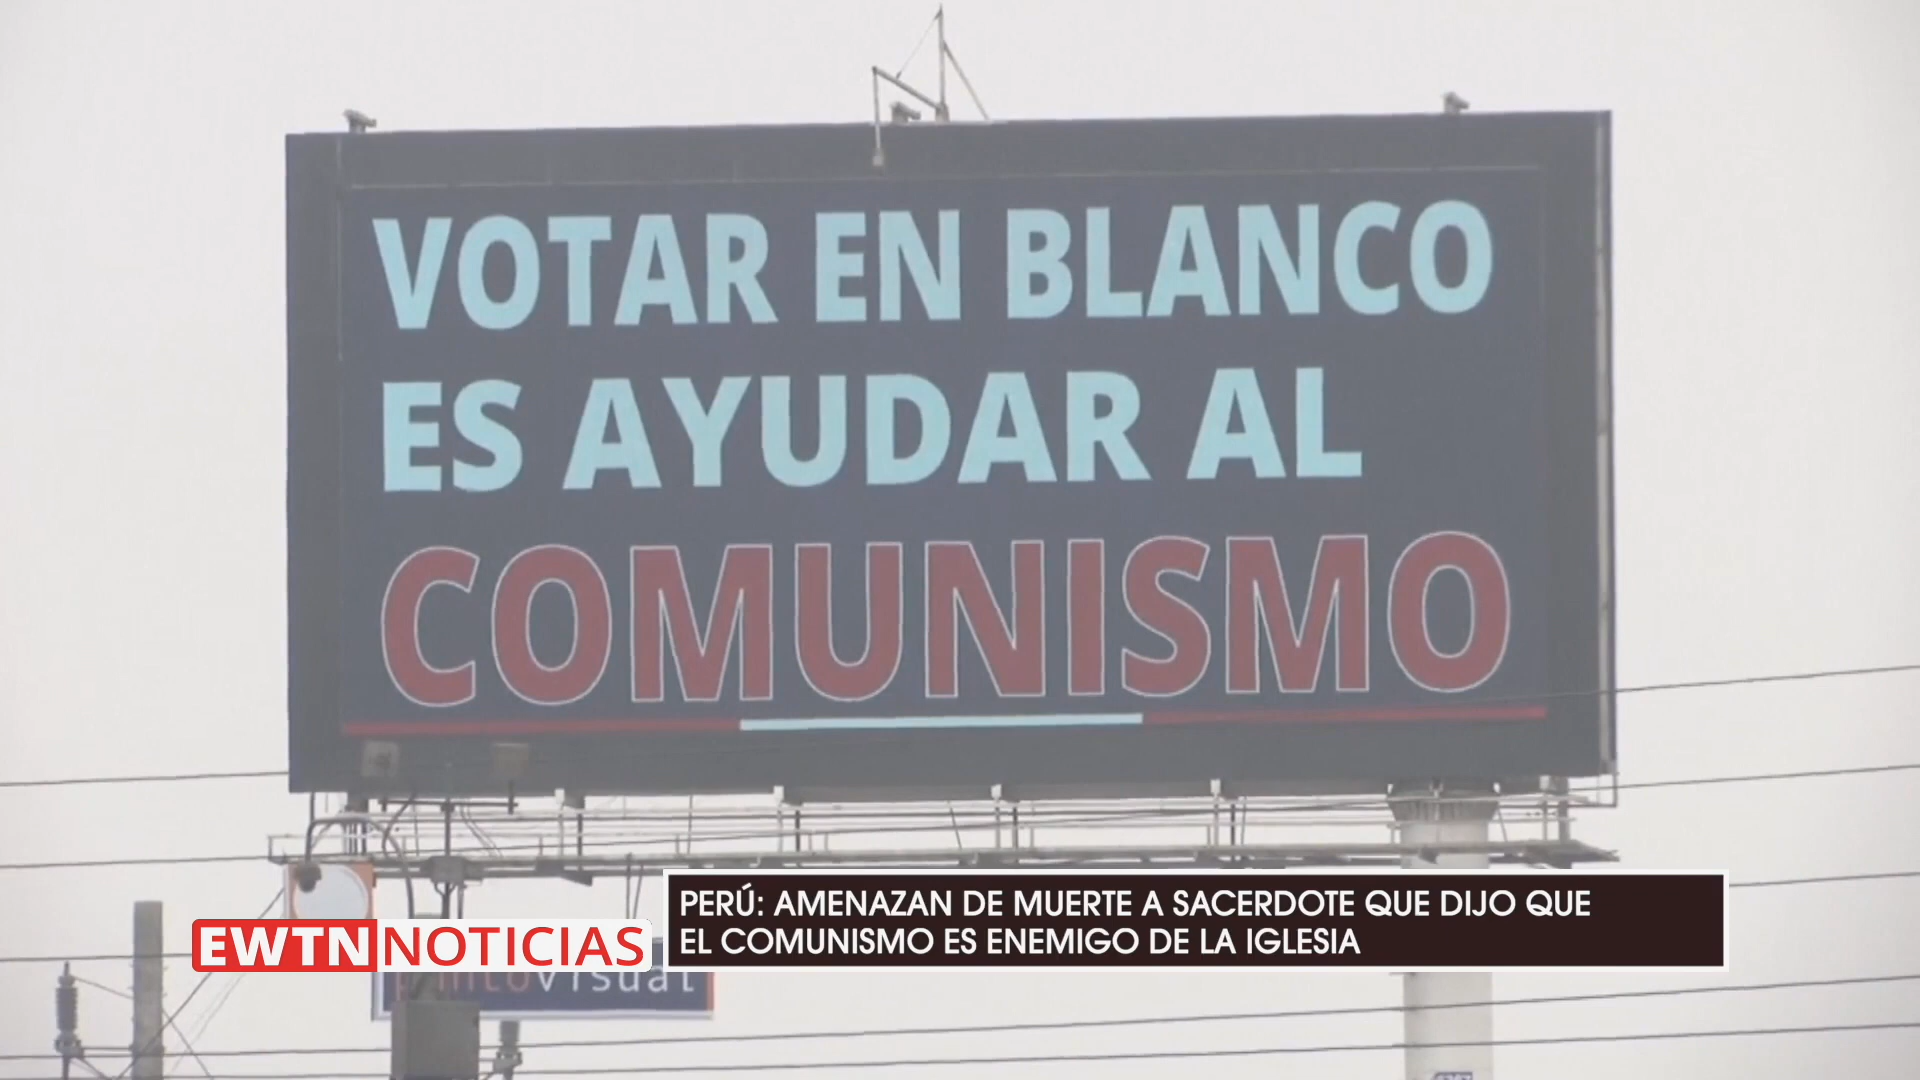 VOTAR EN BLANCO
ES AYUDAR AL
COMUNISMO
PERÚ: AMENAZAN DE MUERTE A SACERDOTE QUE DIJO QUE
EL COMUNISMO ES ENEMIGO DE LA IGLESIA
EWTN NOTICIAS
visual